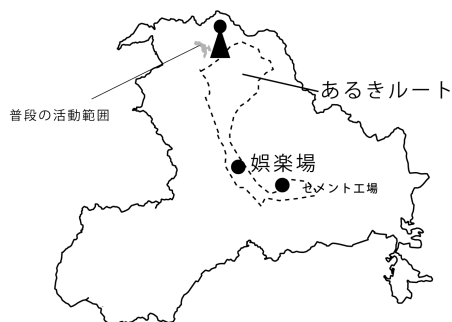 あるきルート
普段の活動範囲
娯楽場
セメント工場